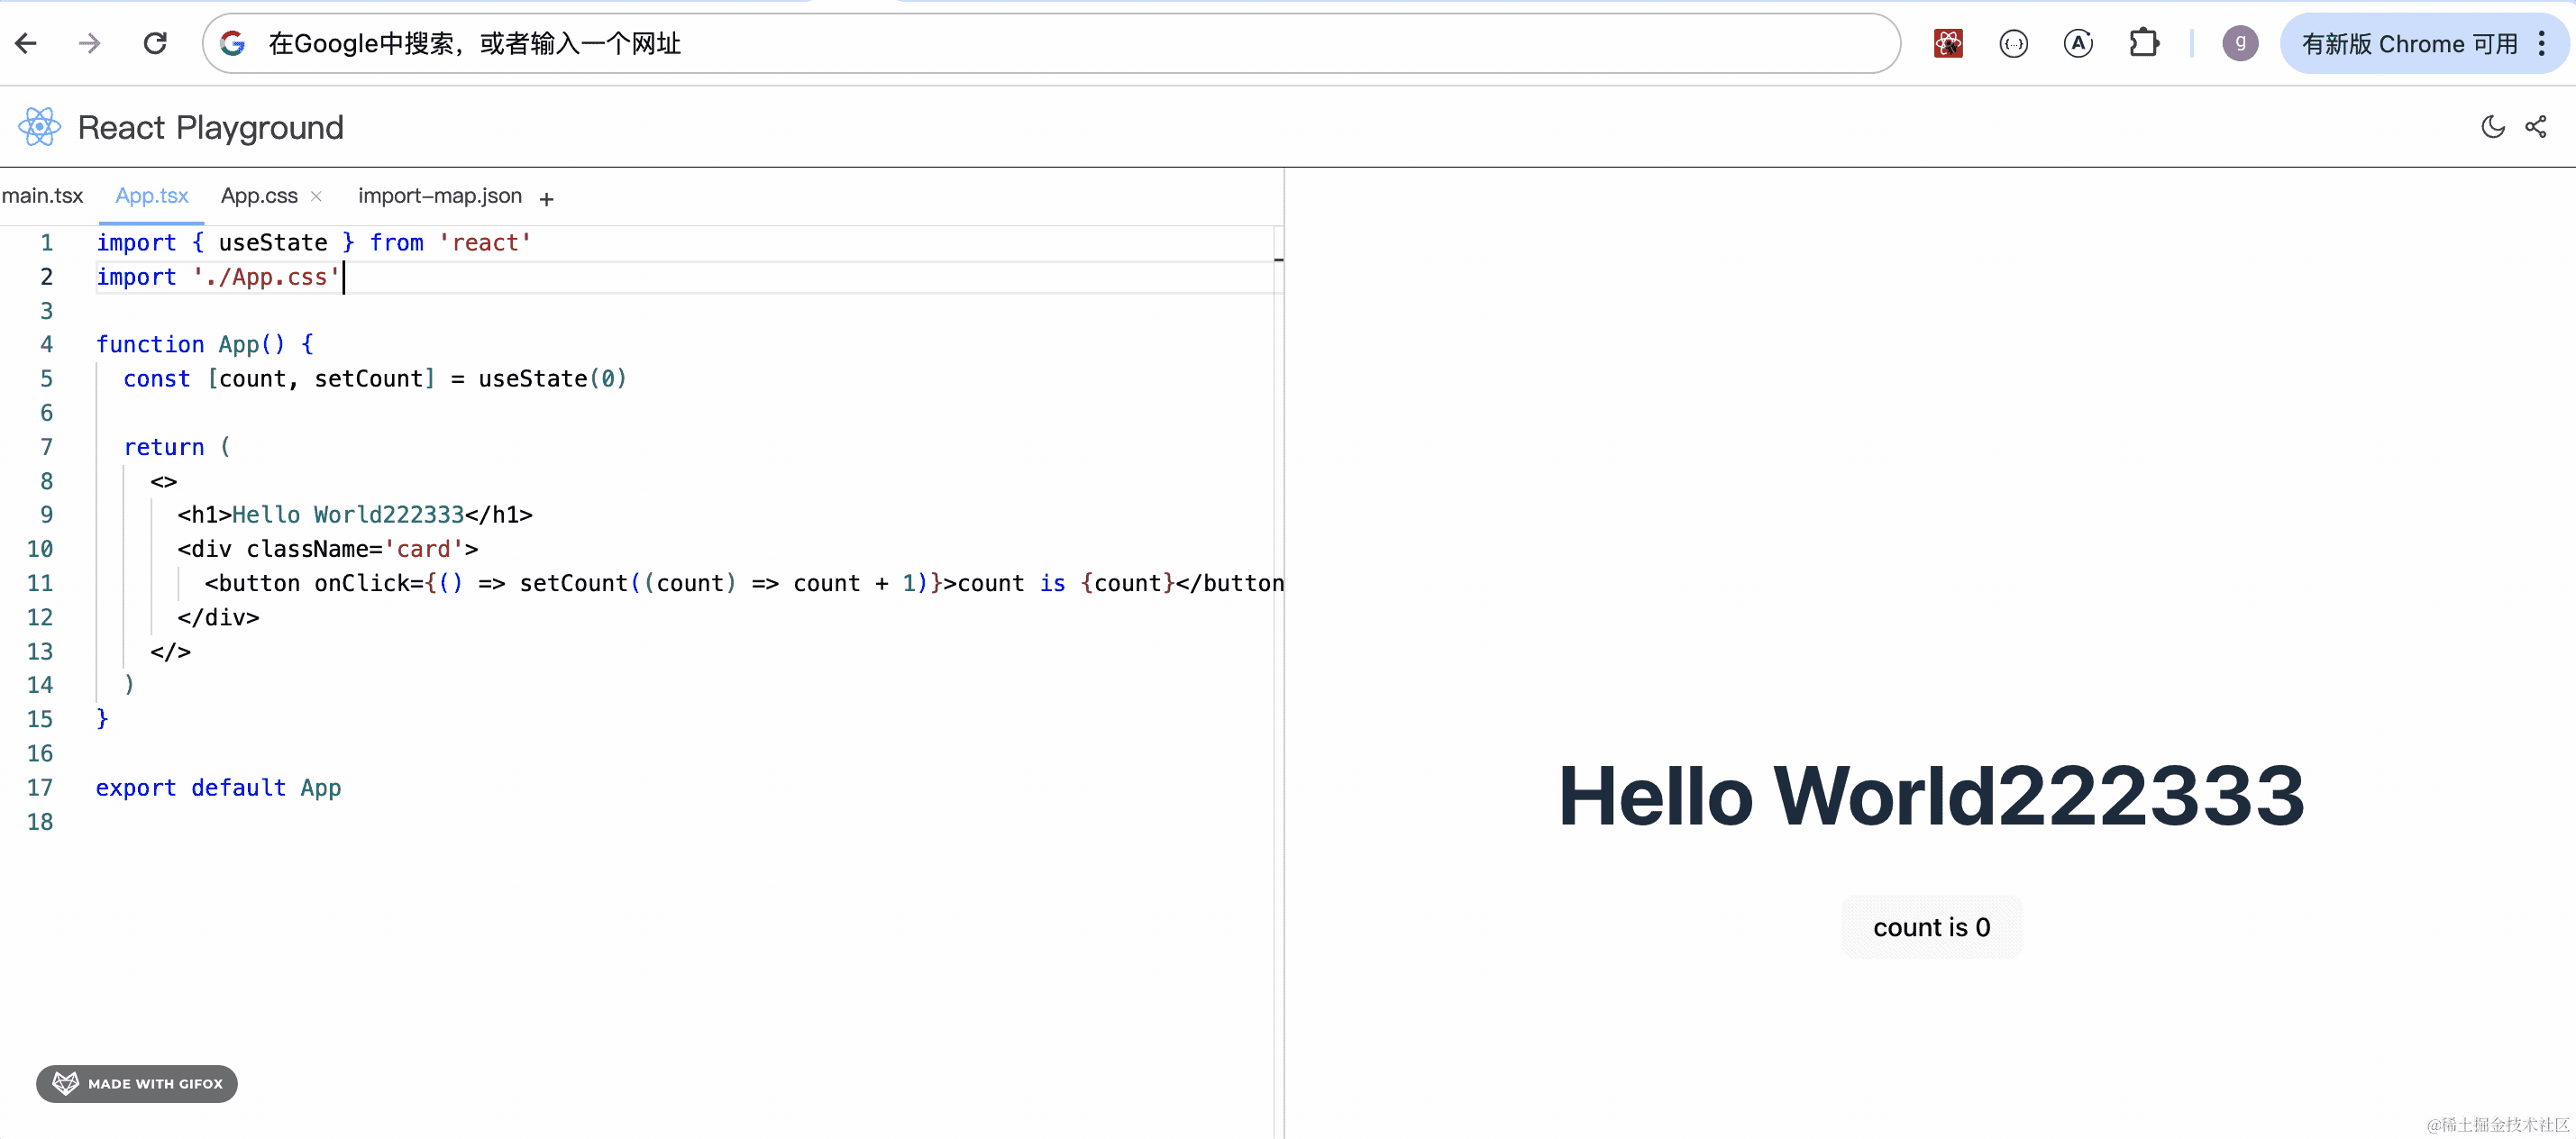 在Google中搜索，或者输入一个网址
g
有新版 Chrome 可用
React Playground
main.tsx App.tsx App.css × import-map.json +
1 import { useState } from 'react'
2 import './App.css'
3
4 function App() {
5 const [count, setCount] = useState(0)
6
7 return (
8 <>
9 <h1>Hello World222333</h1>
10 <div className='card'>
11 <button onClick={() => setCount((count) => count + 1)}>count is {count}</button
12 </div>
13 </>
14 )
15 }
16
17 export default App
18
Hello World222333
count is 0
MADE WITH GIFOX
@稀土掘金技术社区